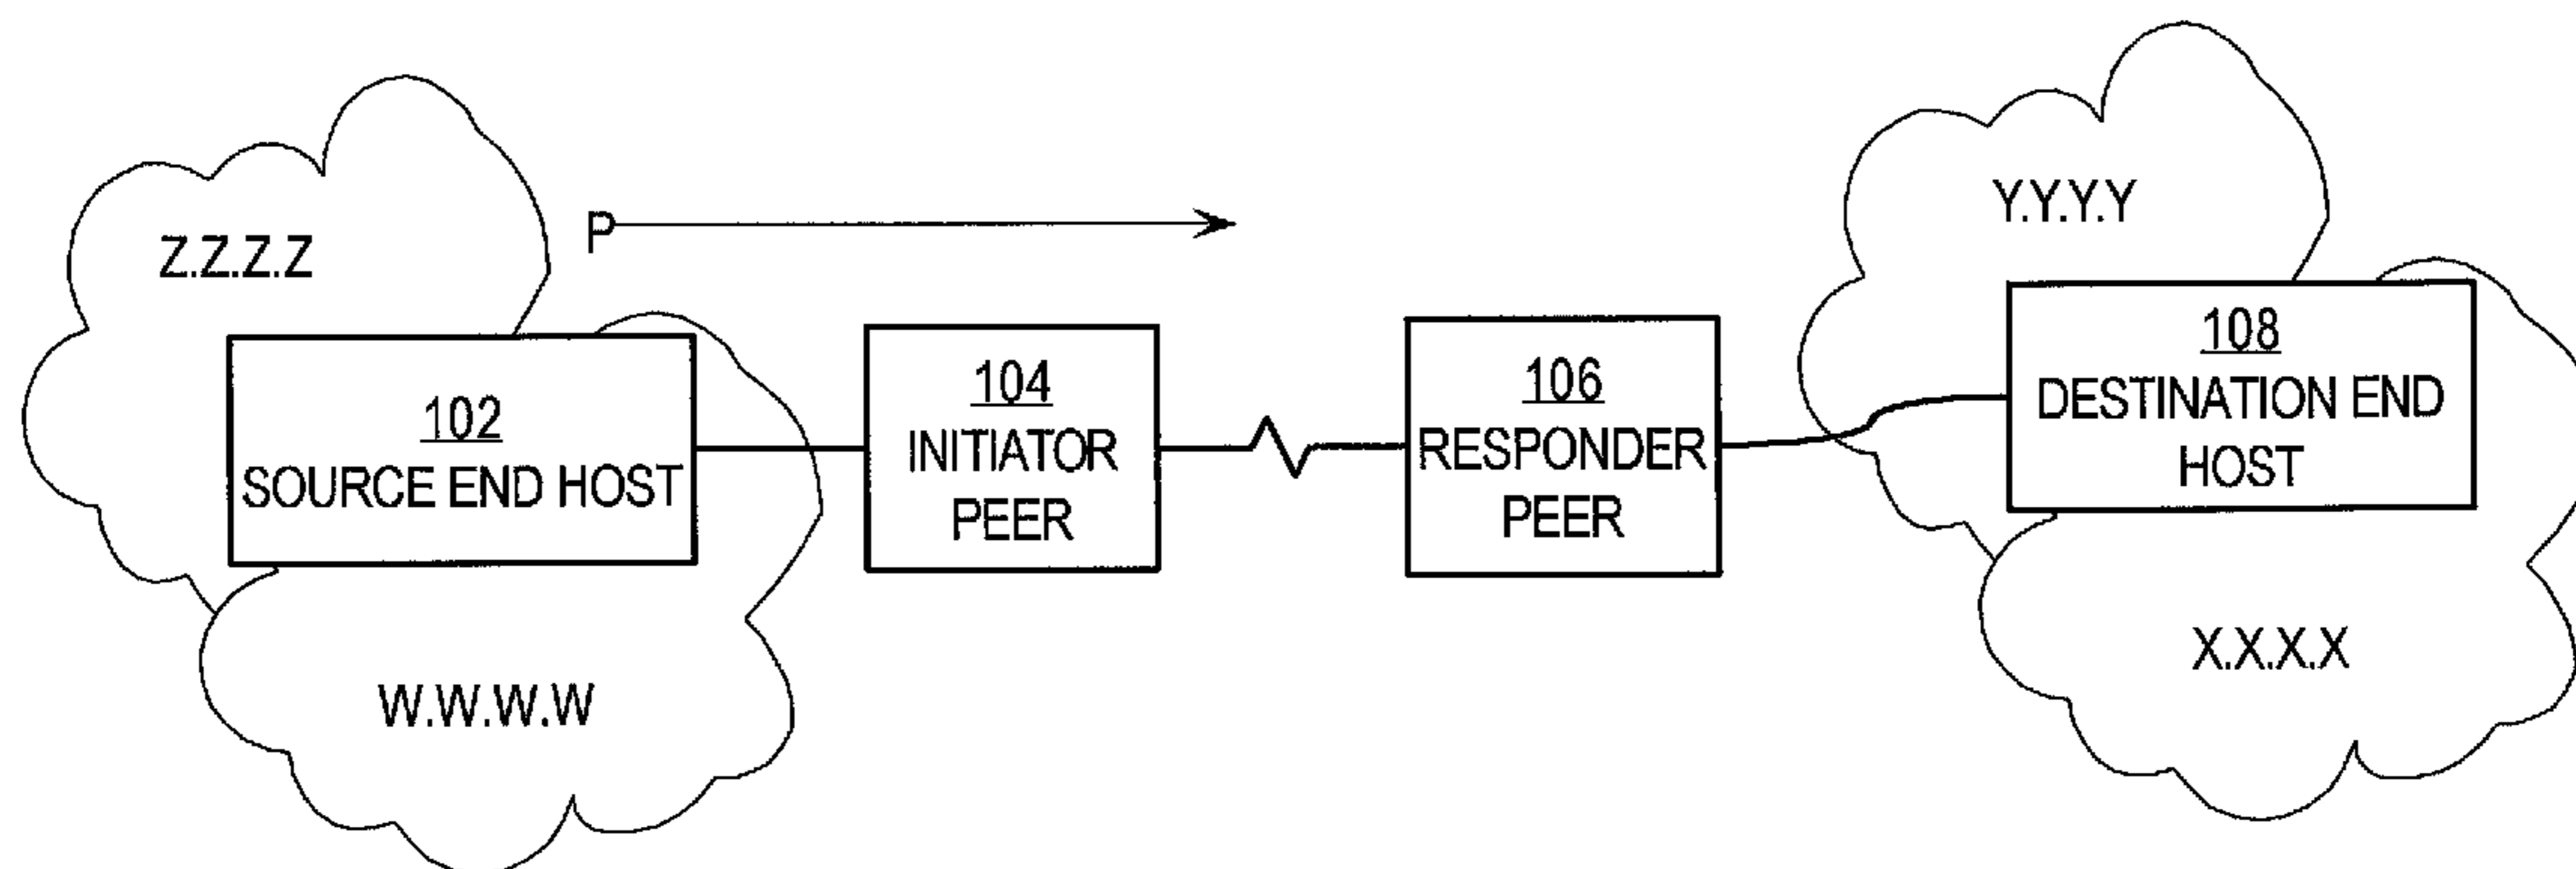 Z.Z.Z.Z
P
Y.Y.Y.Y
102
SOURCE END HOST
104
INITIATOR
PEER
106
RESPONDER
PEER
108
DESTINATION END
HOST
W.W.W.W
X.X.X.X